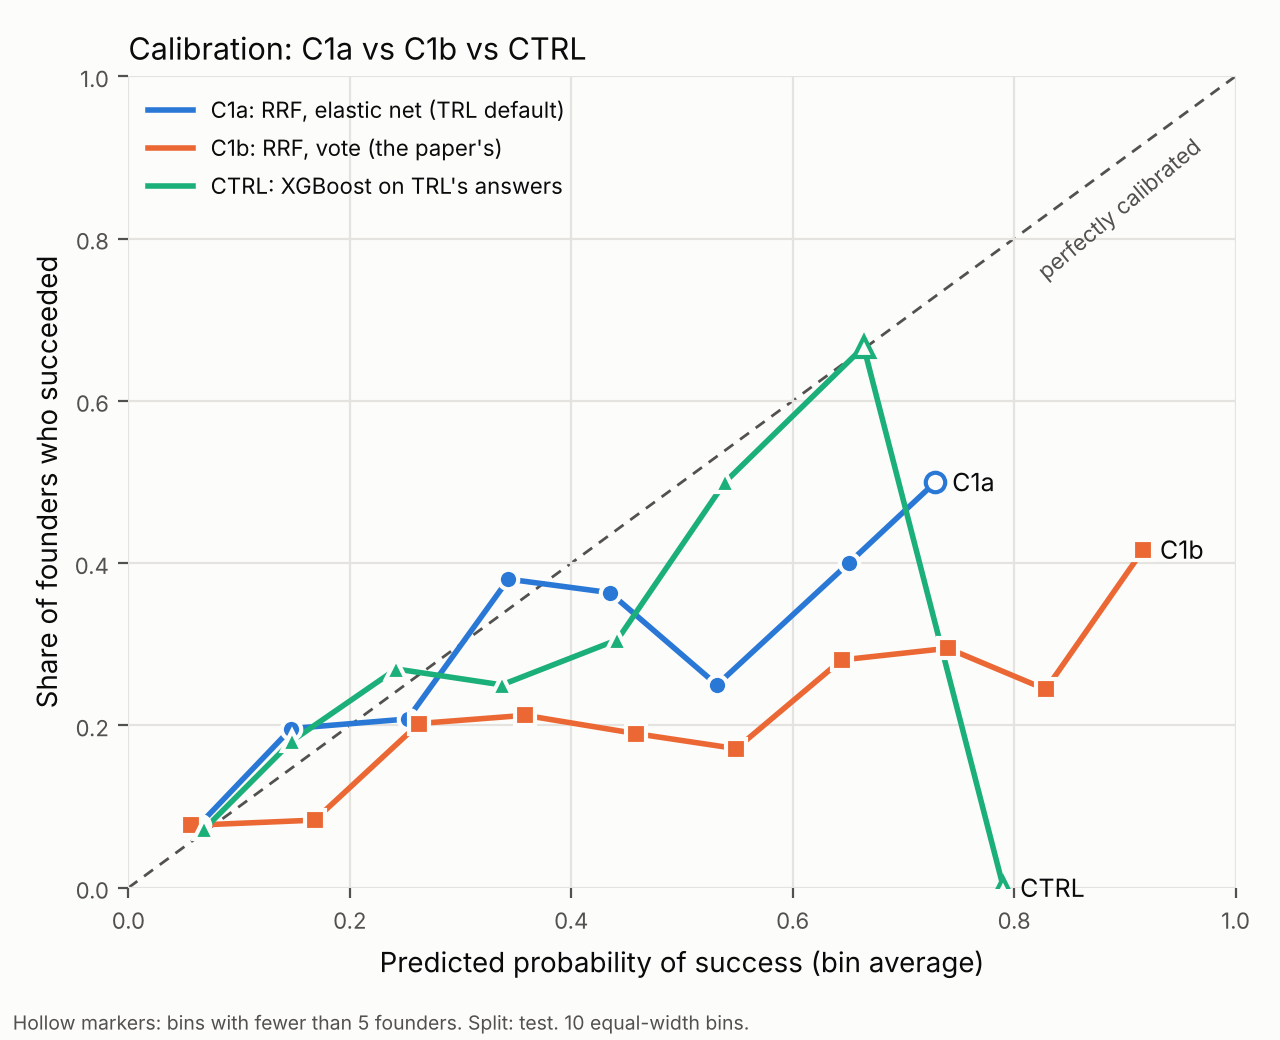 Calibration: C1a vs C1b vs CTRL
1.0
C1a: RRF, elastic net (TRL default)
C1b: RRF, vote (the paper's)
CTRL: XGBoost on TRL's answers
perfectly calibrated
0.8
0.6
0.4
0.2
0.0
Share of founders who succeeded
C1a
C1b
CTRL
0.0 0.2 0.4 0.6 0.8 1.0
Predicted probability of success (bin average)
Hollow markers: bins with fewer than 5 founders. Split: test. 10 equal-width bins.